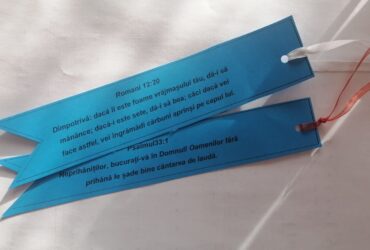 Romani 12:20
Dimpotrivă: dacă îi este foame vrăjmașului tău, dă-i să
mănânce; dacă-i este sete, dă-i să bea; căci dacă vei
face astfel, vei îngrămădi cărbuni aprinși pe capul lui.
Psalmul33:1
Neprihăniților, bucurați-vă în Domnul! Oamenilor fără
prihană le șade bine cântarea de laudă.